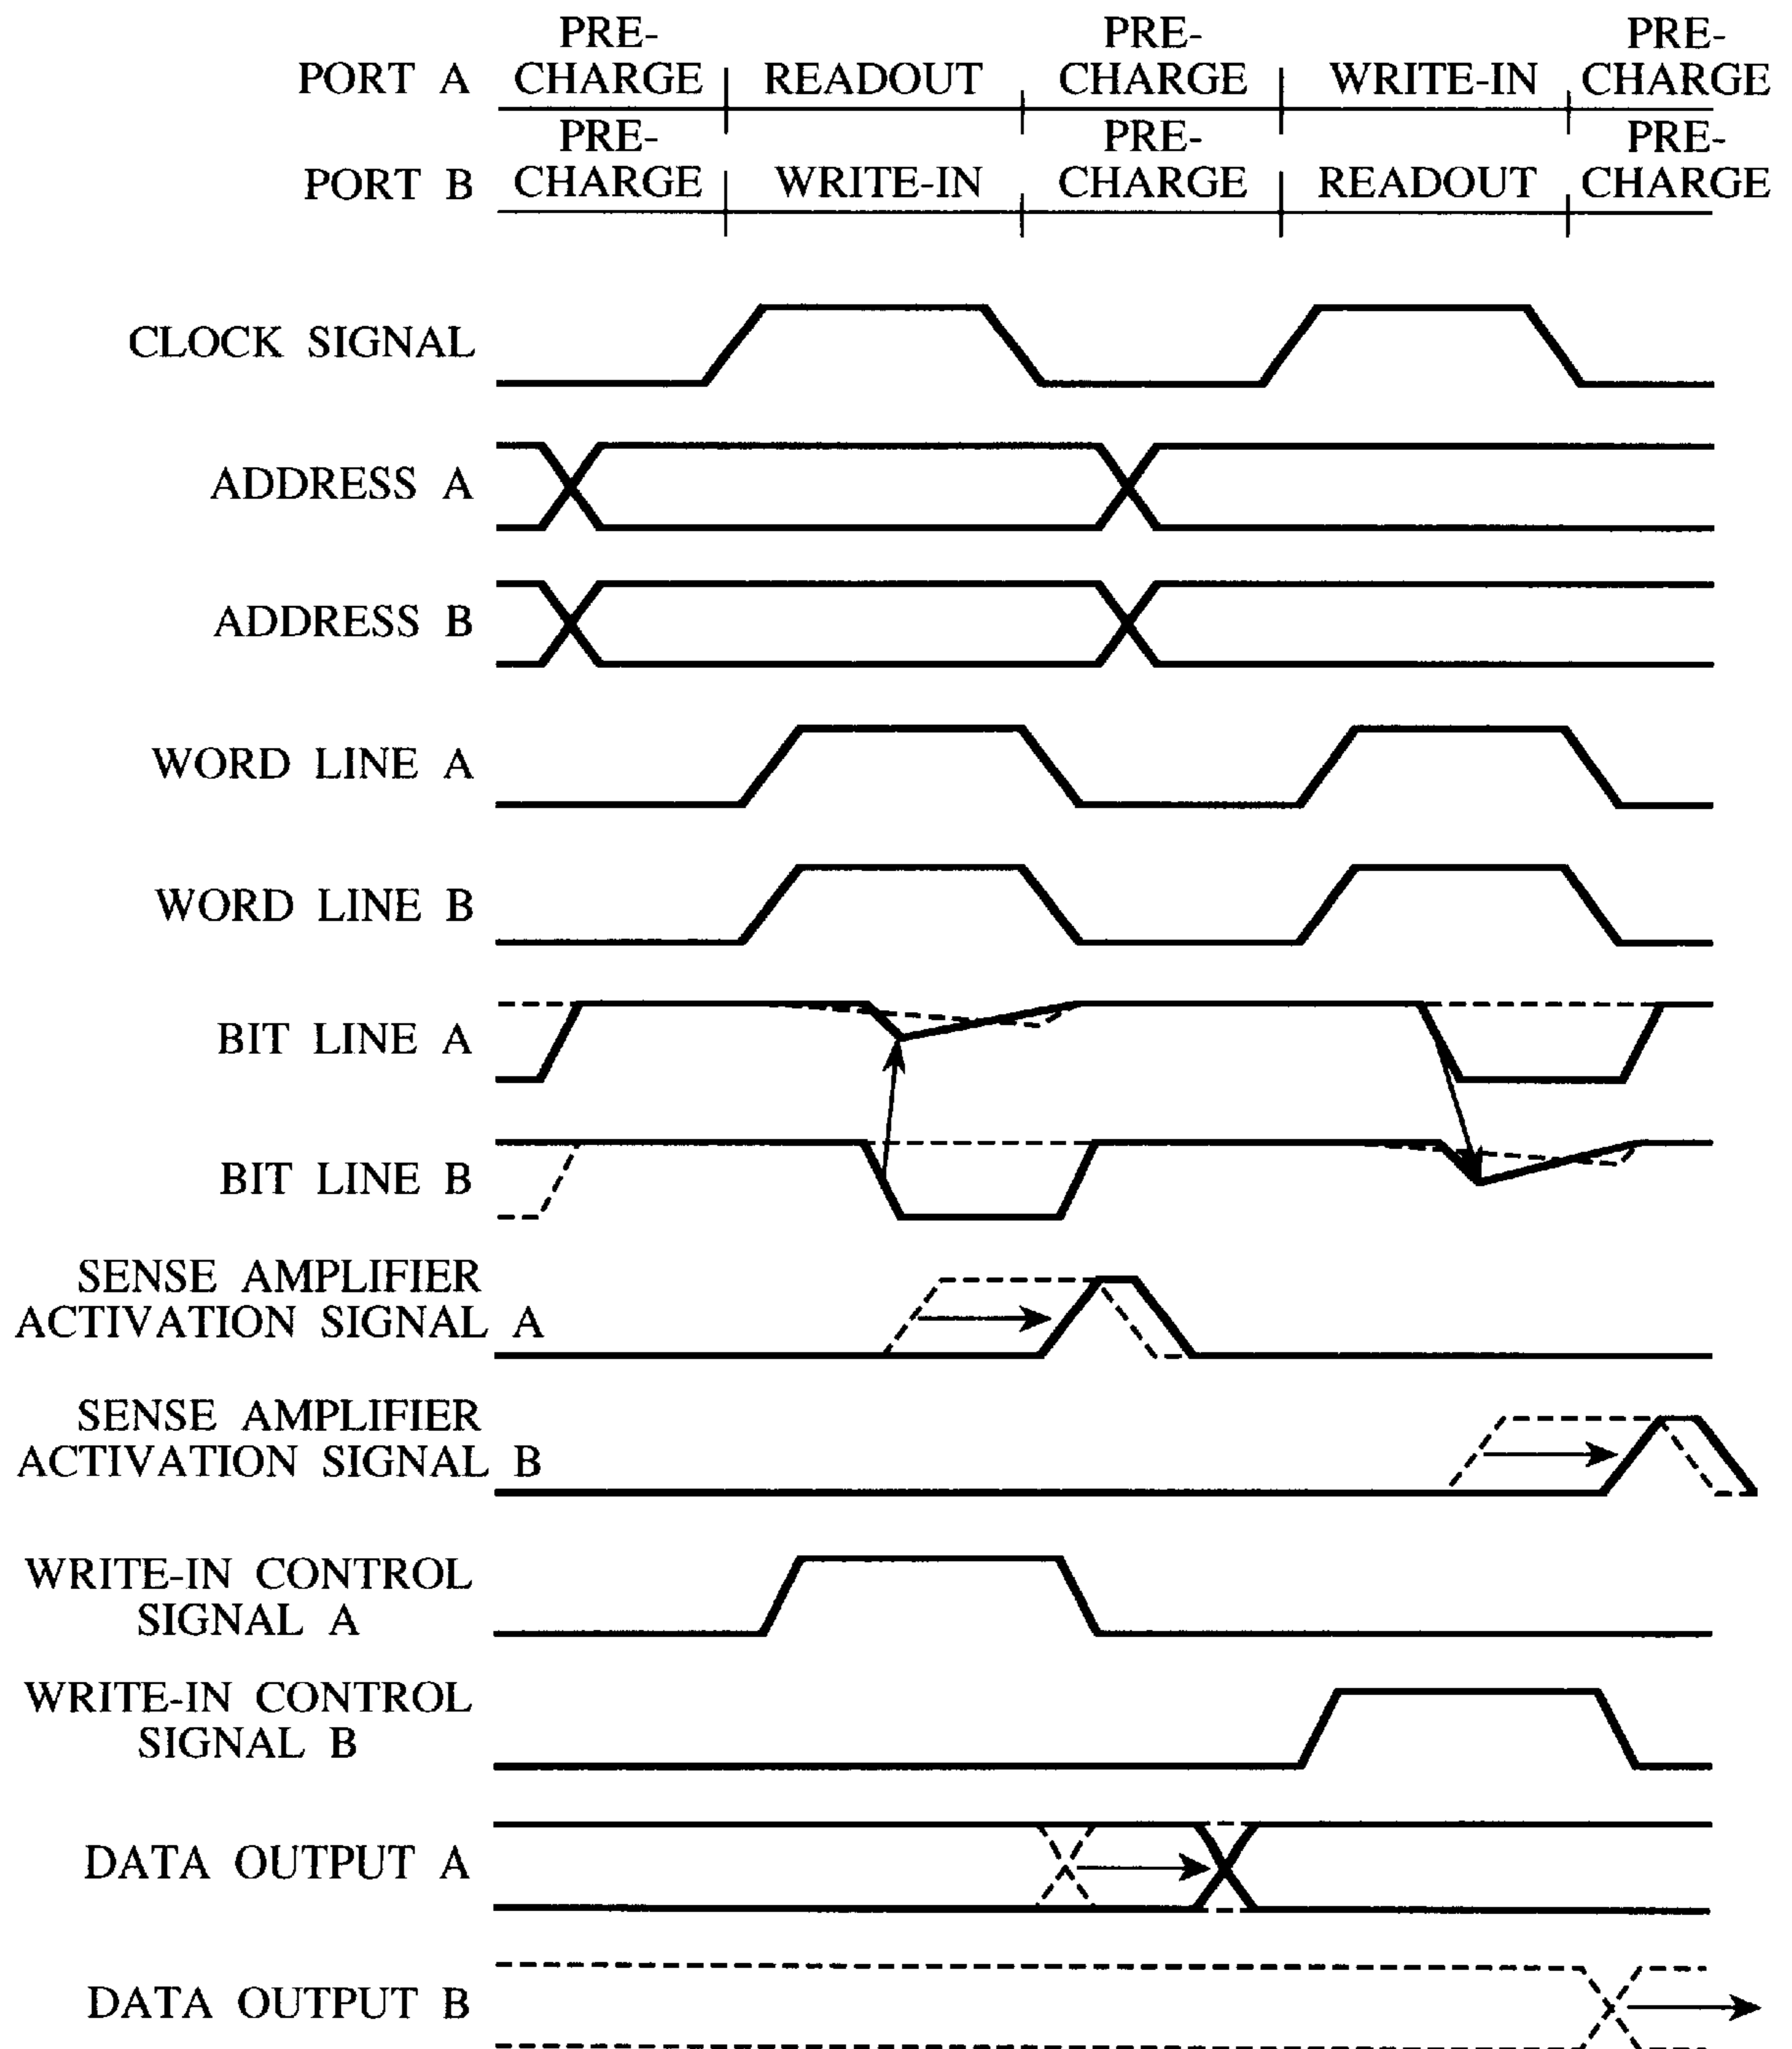 PRE- PRE- PRE-
PORT A CHARGE READOUT CHARGE WRITE-IN CHARGE
PRE- PRE- PRE-
PORT B CHARGE WRITE-IN CHARGE READOUT CHARGE
CLOCK SIGNAL
ADDRESS A
ADDRESS B
WORD LINE A
WORD LINE B
BIT LINE A
BIT LINE B
SENSE AMPLIFIER
ACTIVATION SIGNAL A
SENSE AMPLIFIER
ACTIVATION SIGNAL B
WRITE-IN CONTROL
SIGNAL A
WRITE-IN CONTROL
SIGNAL B
DATA OUTPUT A
DATA OUTPUT B